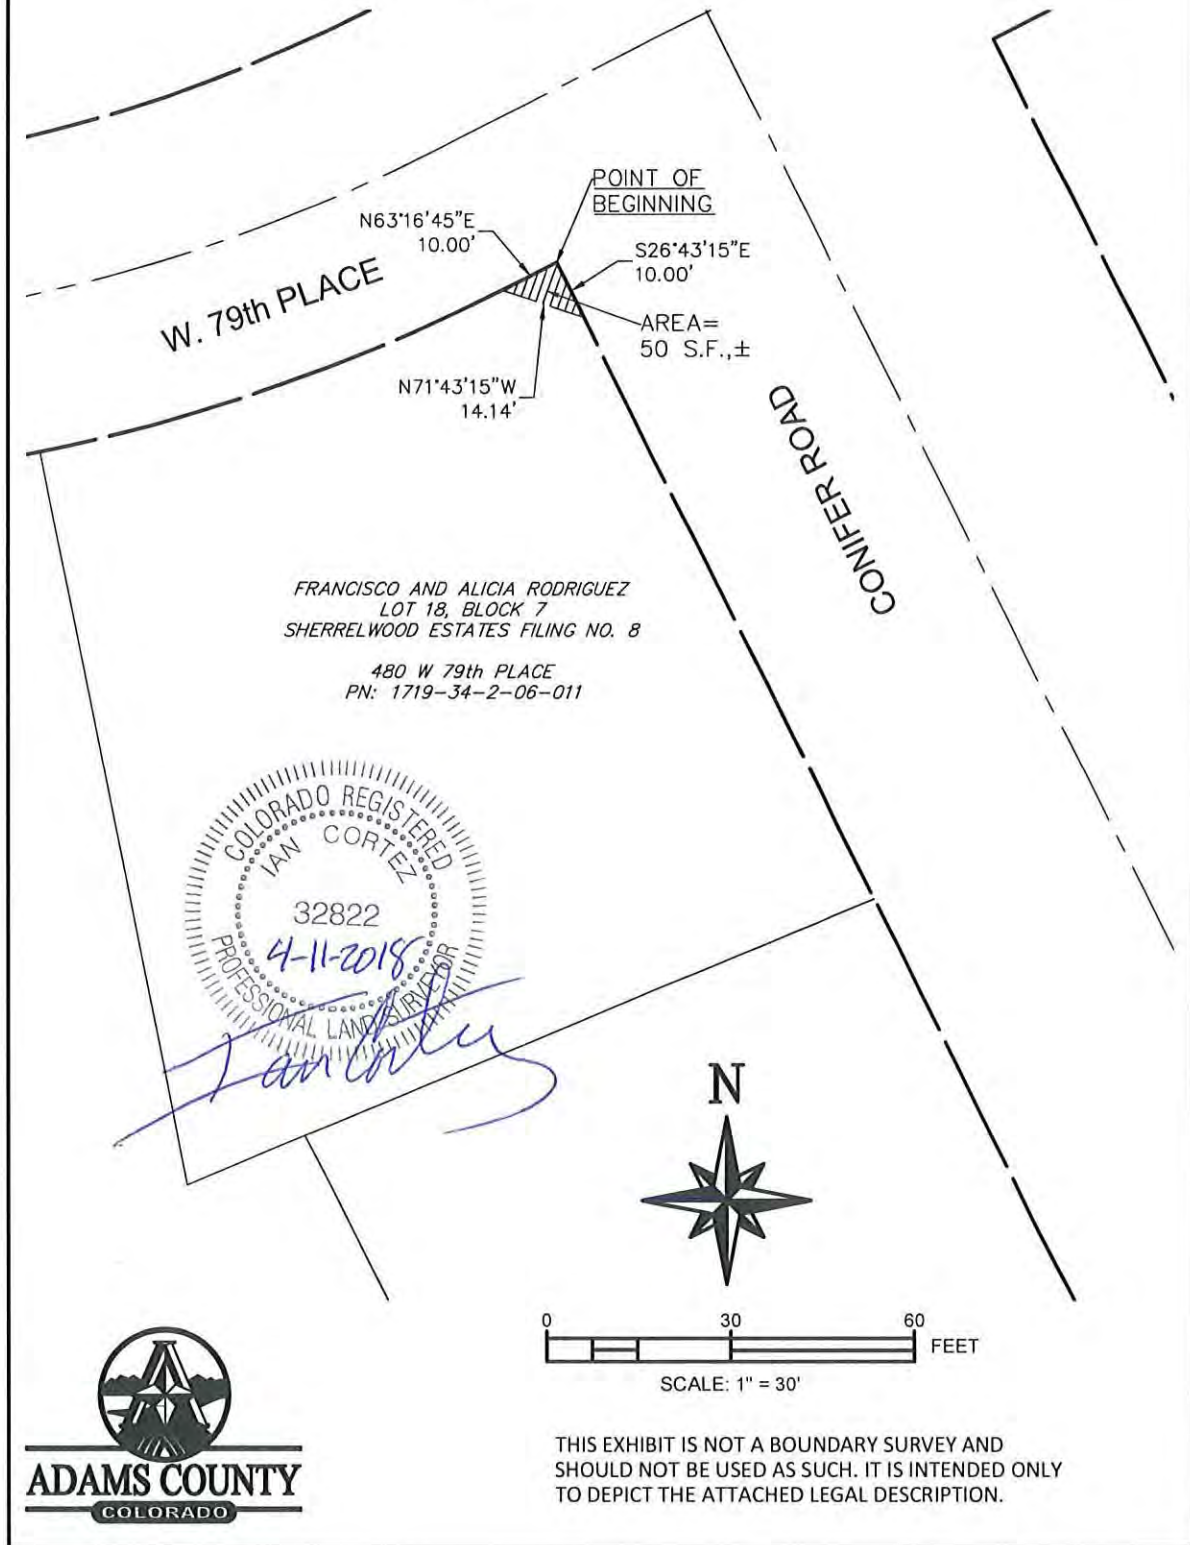 POINT OF
BEGINNING
N63°16'45"E
10.00'
S26°43'15"E
10.00'
W. 79th PLACE
AREA=
50 S.F.,±
N71°43'15"W
14.14'
CONIFER ROAD
FRANCISCO AND ALICIA RODRIGUEZ
LOT 18, BLOCK 7
SHERRELWOOD ESTATES FILING NO. 8
480 W 79th PLACE
PN: 1719-34-2-06-011
COLORADO REGISTERED
IAN CORTEZ
32822
4-11-2018
PROFESSIONAL LAND SURVEYOR
Ian Cortez
N
0 30 60
FEET
SCALE: 1" = 30'
ADAMS COUNTY
COLORADO
THIS EXHIBIT IS NOT A BOUNDARY SURVEY AND
SHOULD NOT BE USED AS SUCH. IT IS INTENDED ONLY
TO DEPICT THE ATTACHED LEGAL DESCRIPTION.